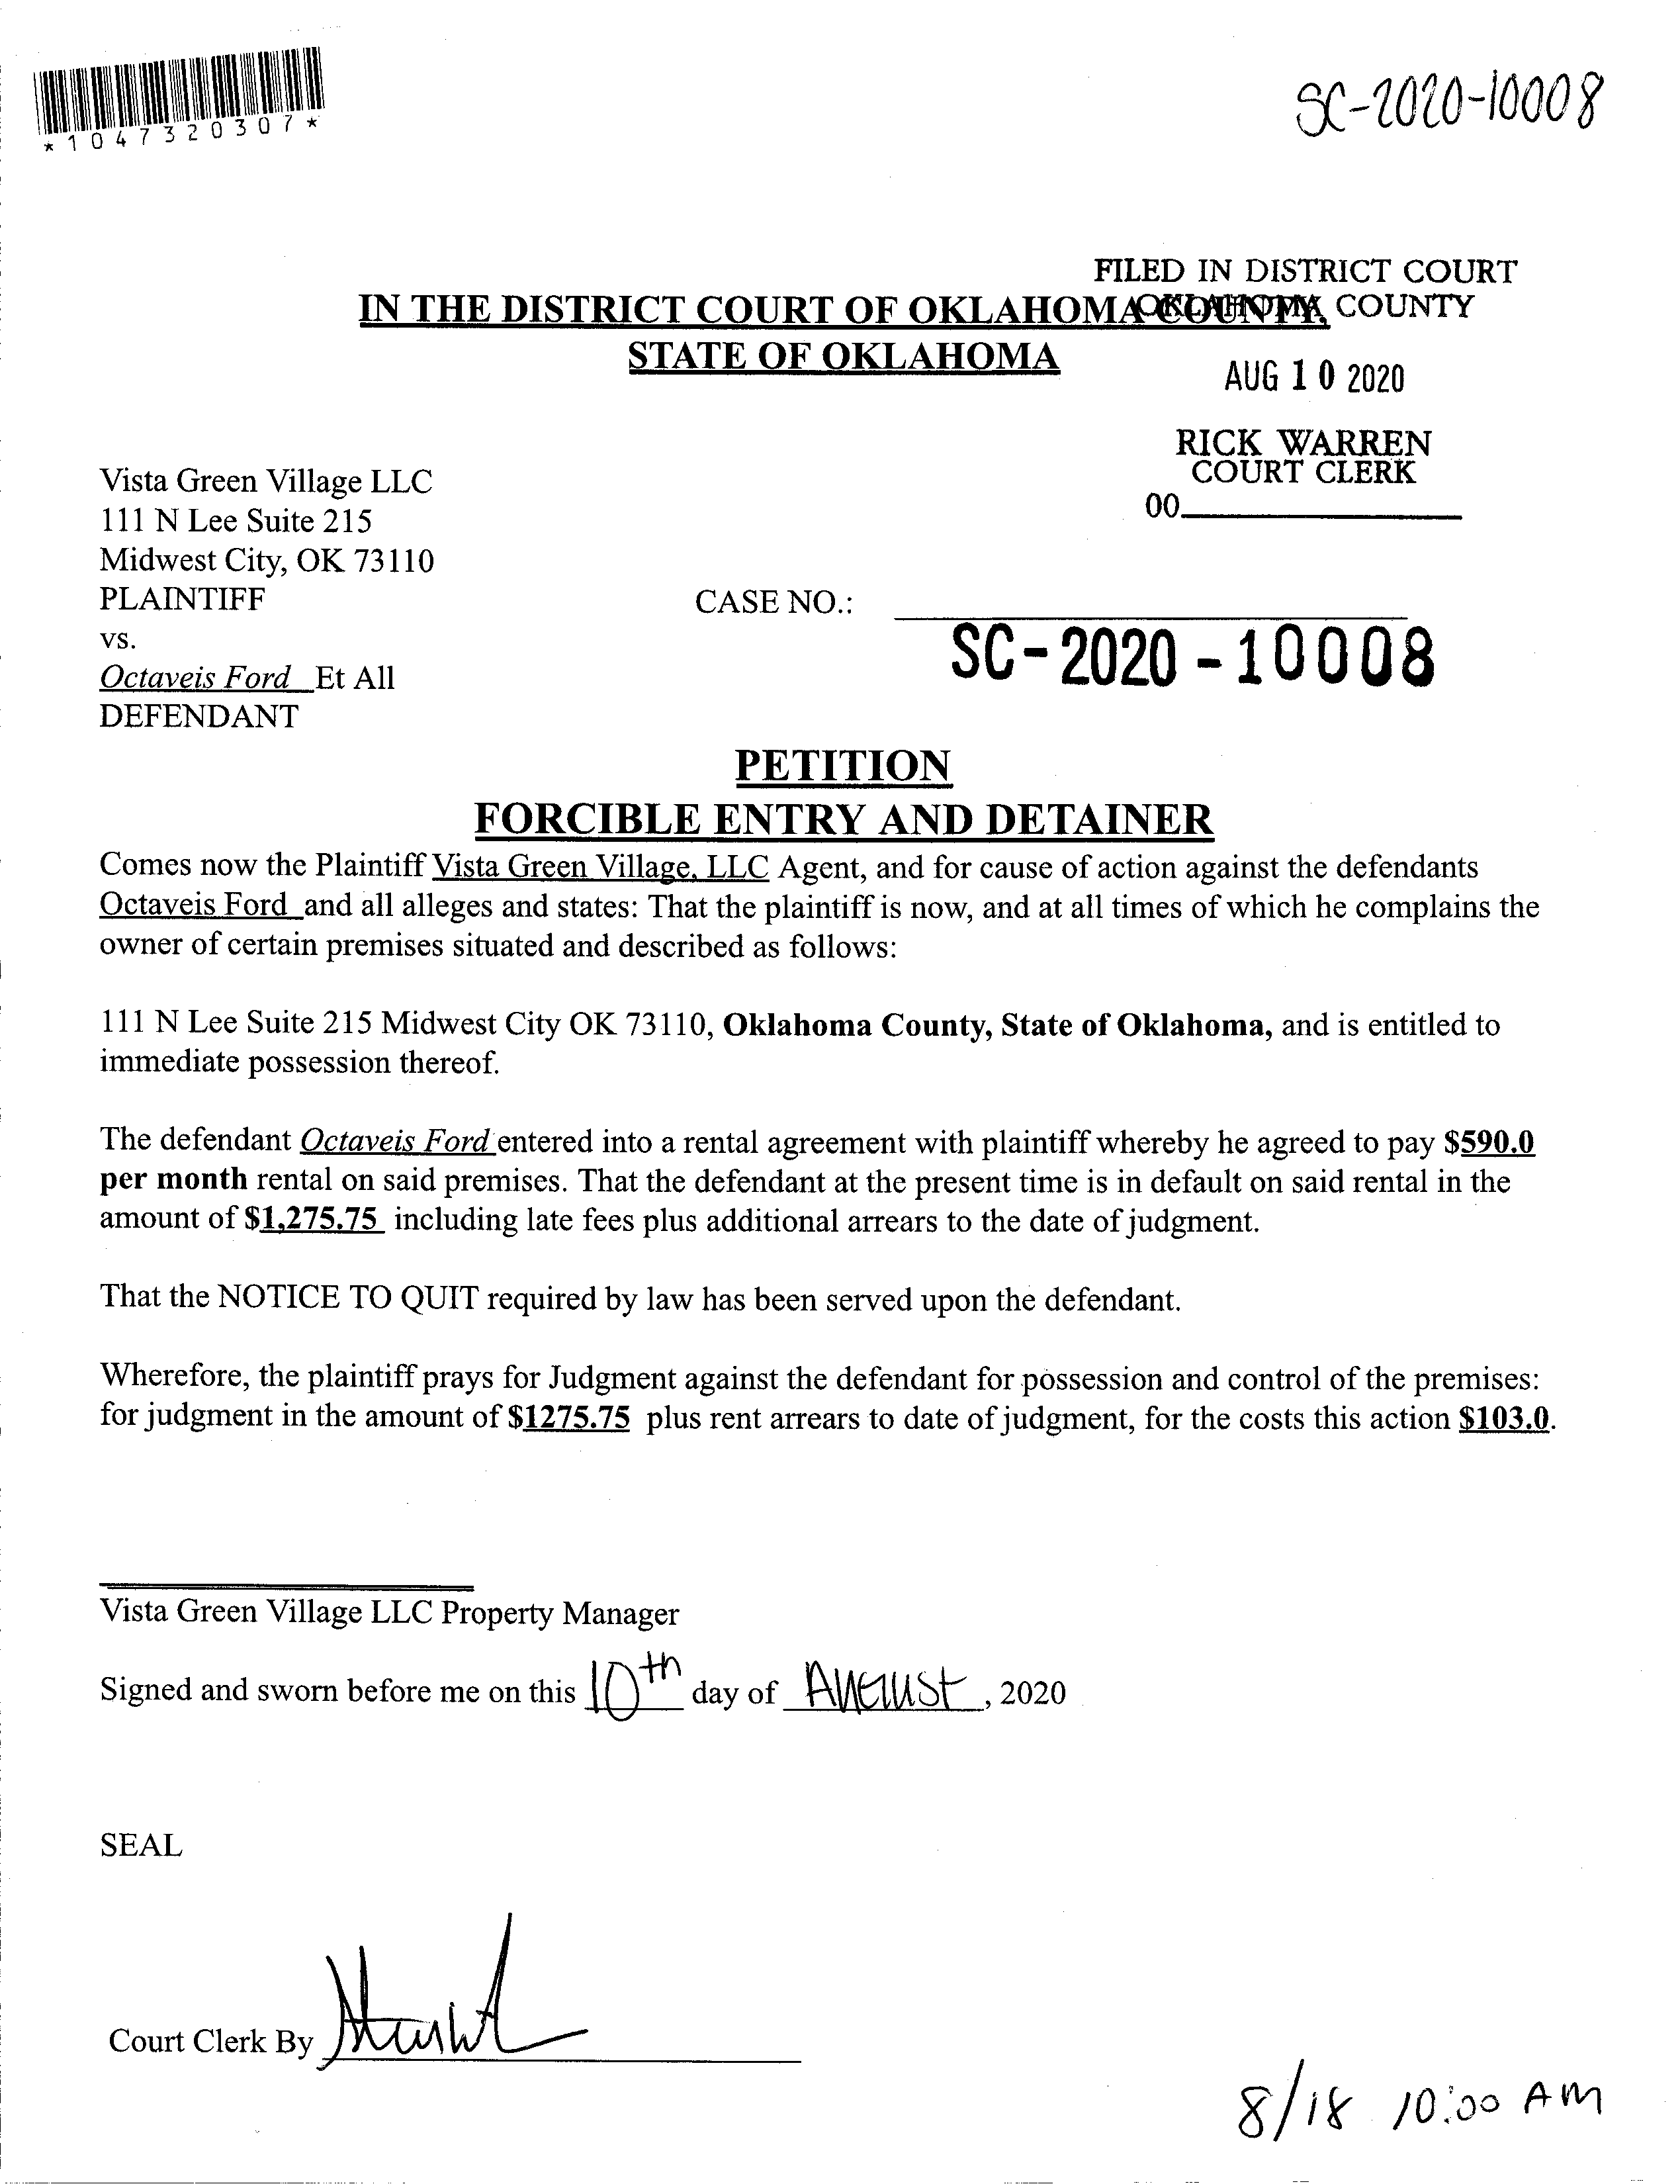 *1047320307*
SC-2020-10008
FILED IN DISTRICT COURT
OKLAHOMA COUNTY
IN THE DISTRICT COURT OF OKLAHOMA COUNTY,
STATE OF OKLAHOMA
AUG 10 2020
RICK WARREN
COURT CLERK
00
Vista Green Village LLC
111 N Lee Suite 215
Midwest City, OK 73110
PLAINTIFF
CASE NO.:
vs.
SC-2020-10008
Octaveis Ford Et All
DEFENDANT
PETITION
FORCIBLE ENTRY AND DETAINER
Comes now the Plaintiff Vista Green Village, LLC Agent, and for cause of action against the defendants
Octaveis Ford and all alleges and states: That the plaintiff is now, and at all times of which he complains the
owner of certain premises situated and described as follows:
111 N Lee Suite 215 Midwest City OK 73110, Oklahoma County, State of Oklahoma, and is entitled to
immediate possession thereof.
The defendant Octaveis Ford entered into a rental agreement with plaintiff whereby he agreed to pay $590.0
per month rental on said premises. That the defendant at the present time is in default on said rental in the
amount of $1,275.75 including late fees plus additional arrears to the date of judgment.
That the NOTICE TO QUIT required by law has been served upon the defendant.
Wherefore, the plaintiff prays for Judgment against the defendant for possession and control of the premises:
for judgment in the amount of $1275.75 plus rent arrears to date of judgment, for the costs this action $103.0.
Vista Green Village LLC Property Manager
Signed and sworn before me on this 10th day of August, 2020
SEAL
Court Clerk By
8/18 10:00 AM